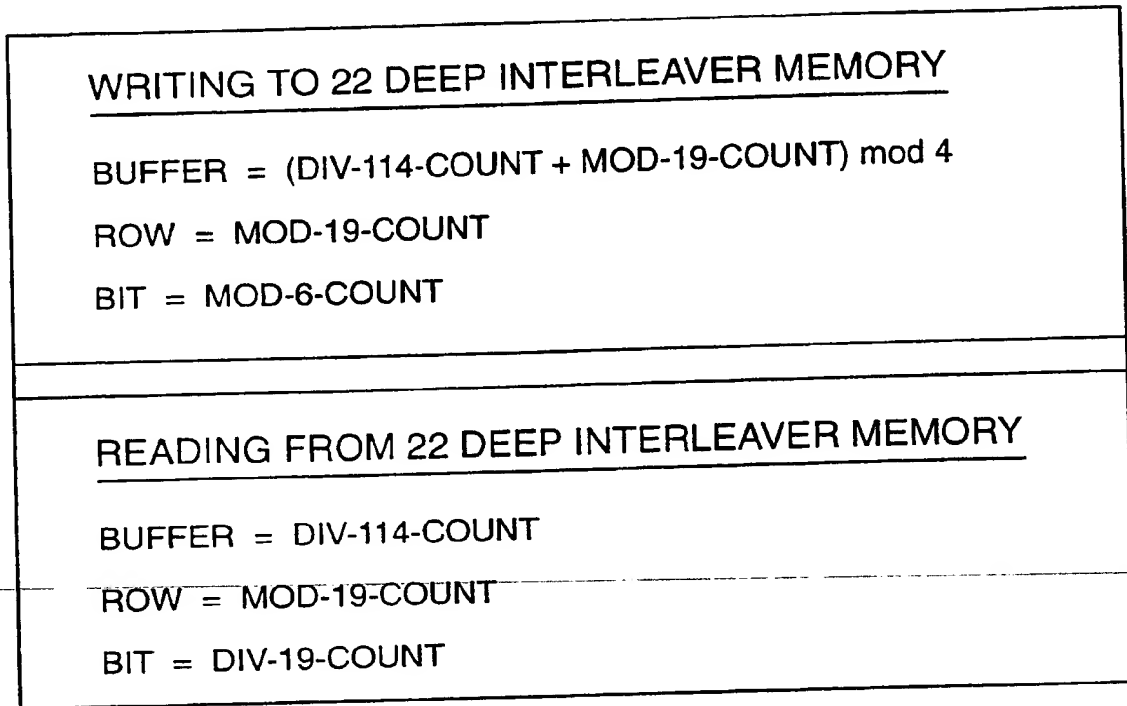 WRITING TO 22 DEEP INTERLEAVER MEMORY
BUFFER = (DIV-114-COUNT + MOD-19-COUNT) mod 4
ROW = MOD-19-COUNT
BIT = MOD-6-COUNT
READING FROM 22 DEEP INTERLEAVER MEMORY
BUFFER = DIV-114-COUNT
ROW = MOD-19-COUNT
BIT = DIV-19-COUNT